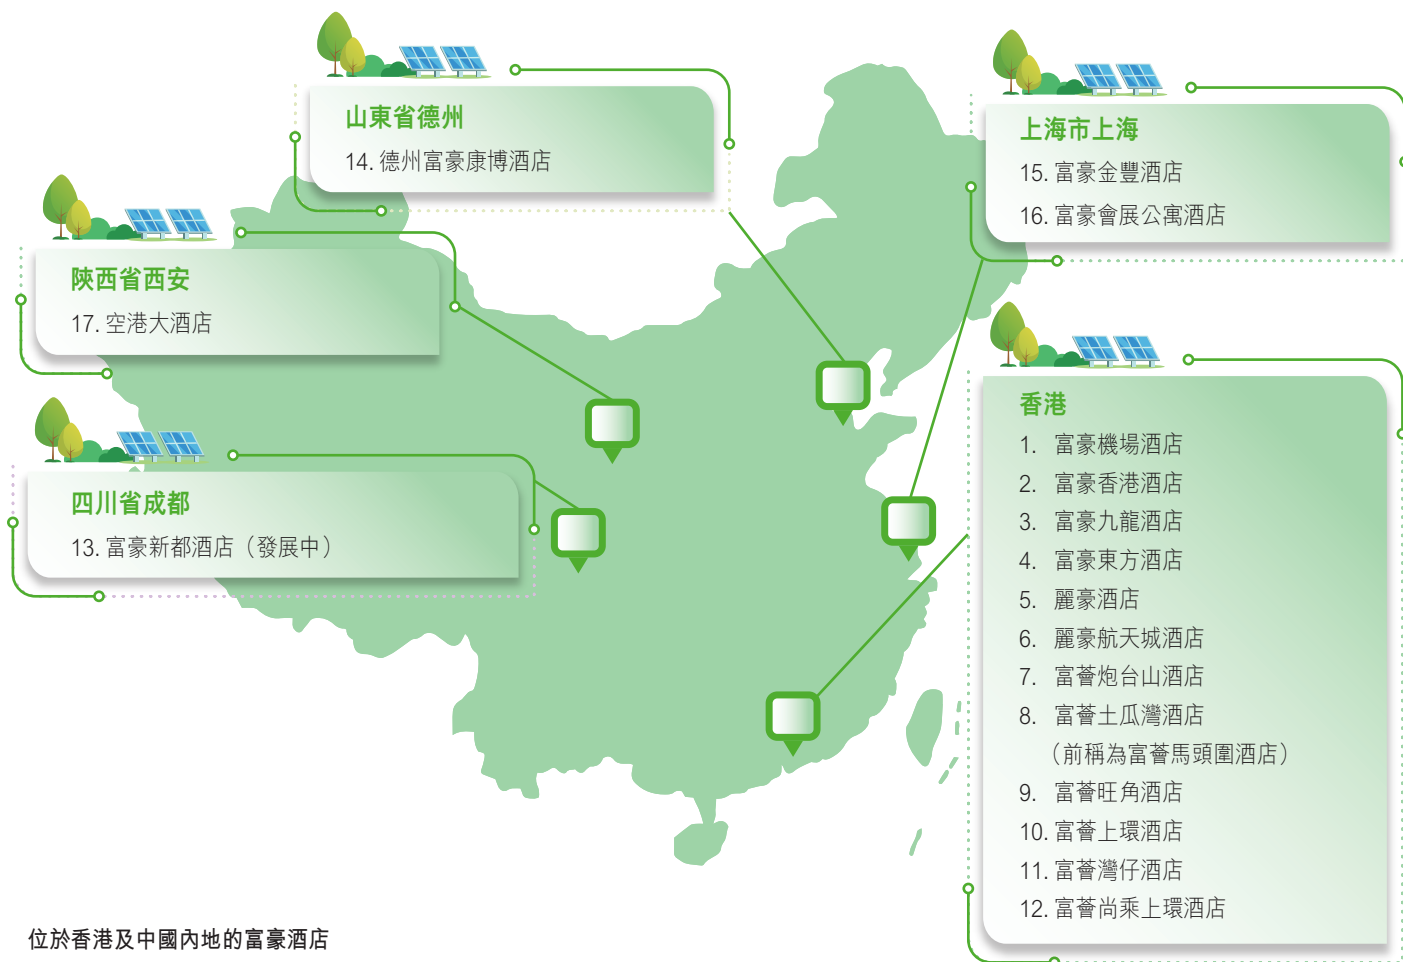 山東省德州
14. 德州富豪康博酒店
上海市上海
15. 富豪金豐酒店
16. 富豪會展公寓酒店
陝西省西安
17. 空港大酒店
四川省成都
13. 富豪新都酒店（發展中）
香港
1. 富豪機場酒店
2. 富豪香港酒店
3. 富豪九龍酒店
4. 富豪東方酒店
5. 麗豪酒店
6. 麗豪航天城酒店
7. 富薈炮台山酒店
8. 富薈土瓜灣酒店
（前稱為富薈馬頭圍酒店）
9. 富薈旺角酒店
10. 富薈上環酒店
11. 富薈灣仔酒店
12. 富薈尚乘上環酒店
位於香港及中國內地的富豪酒店